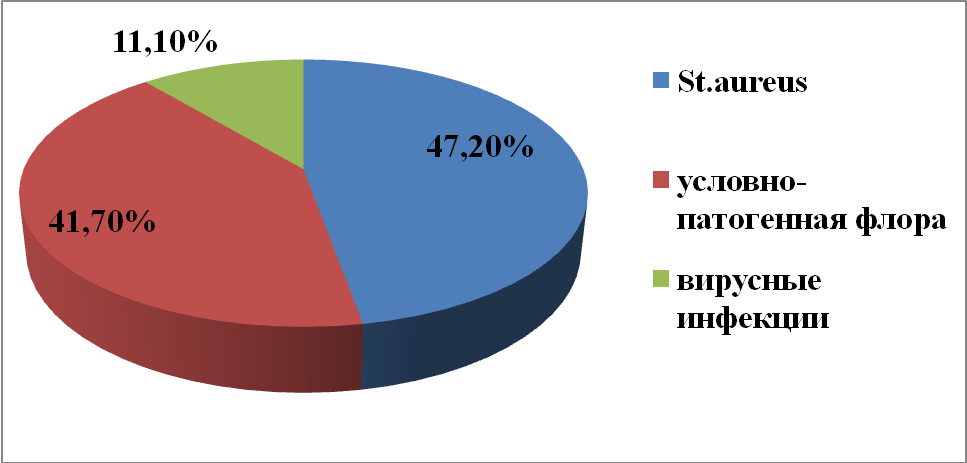 11,10%
47,20%
41,70%
St.aureus
условно-
патогенная флора
вирусные
инфекции